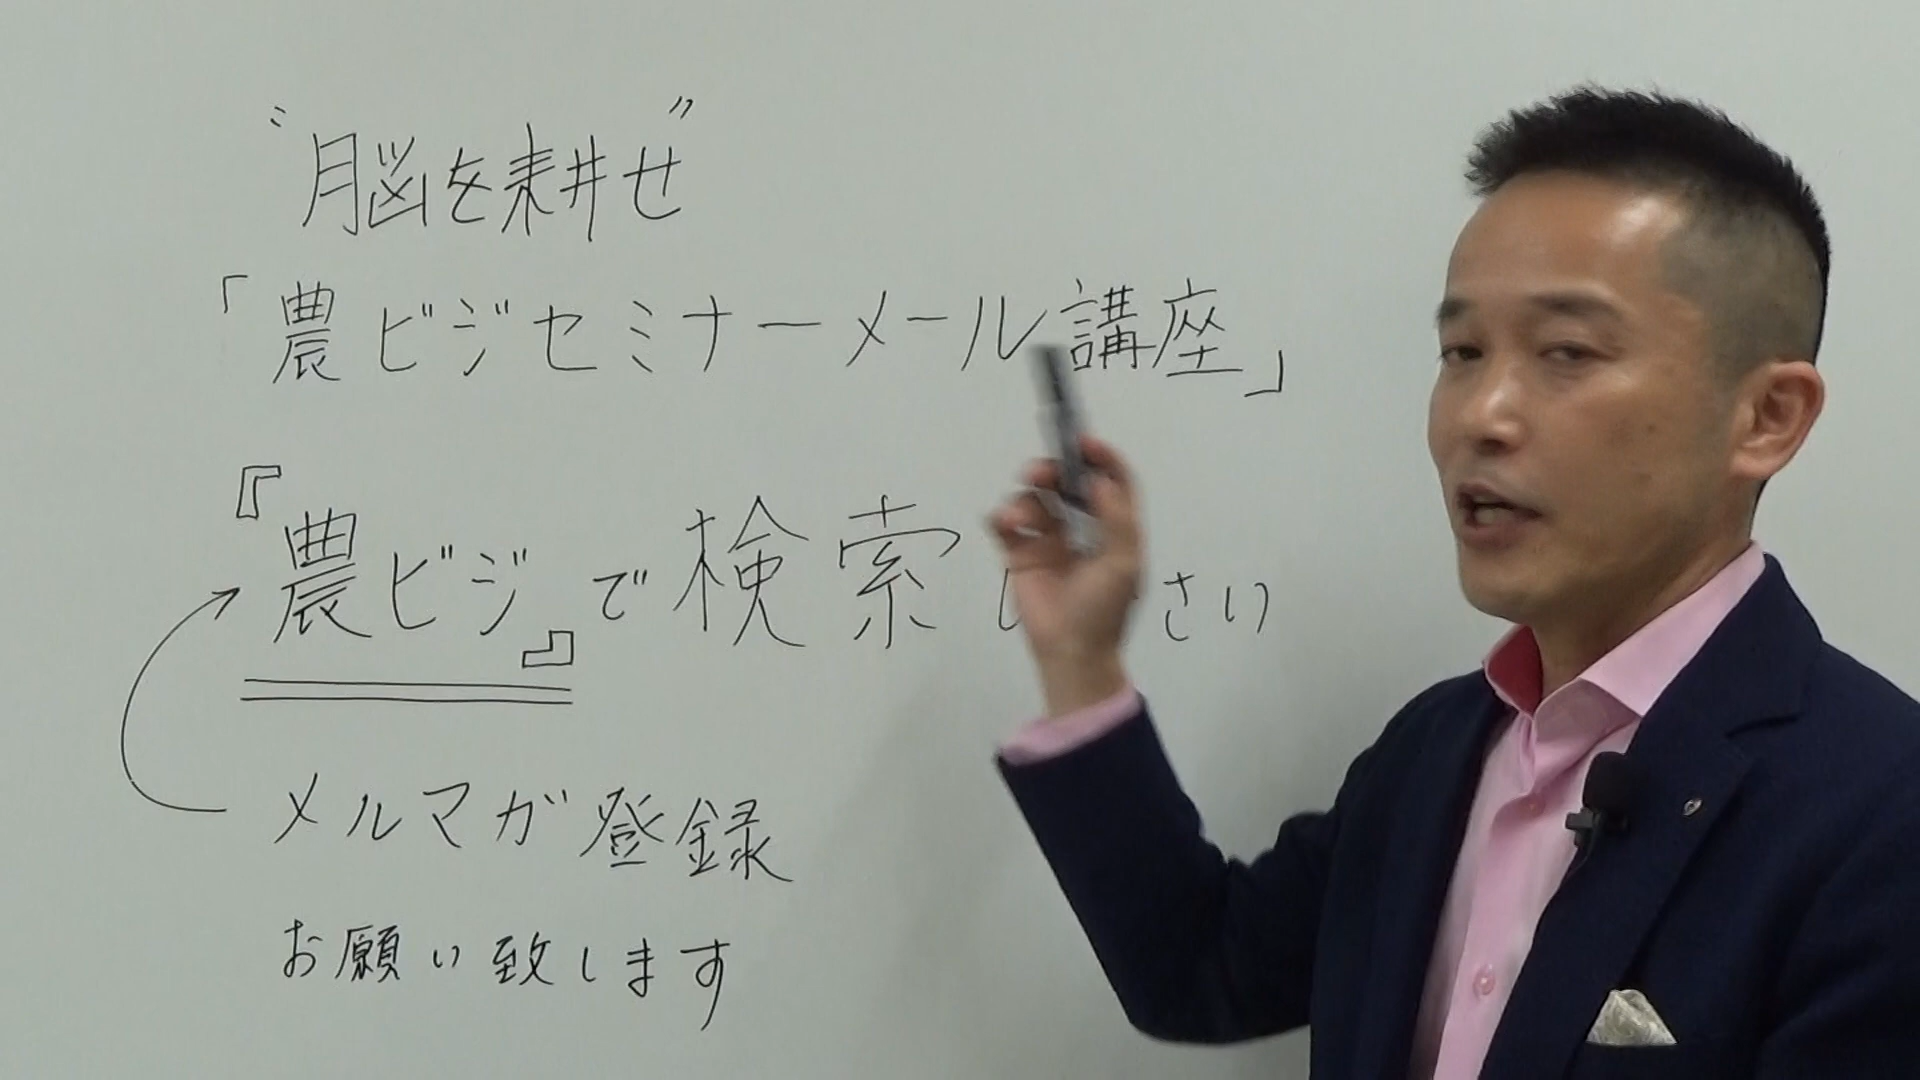 〝脳を耕せ〟
「農ビジセミナーメール講座」
『農ビジ』で検索 さい
メルマガ登録
お願い致します